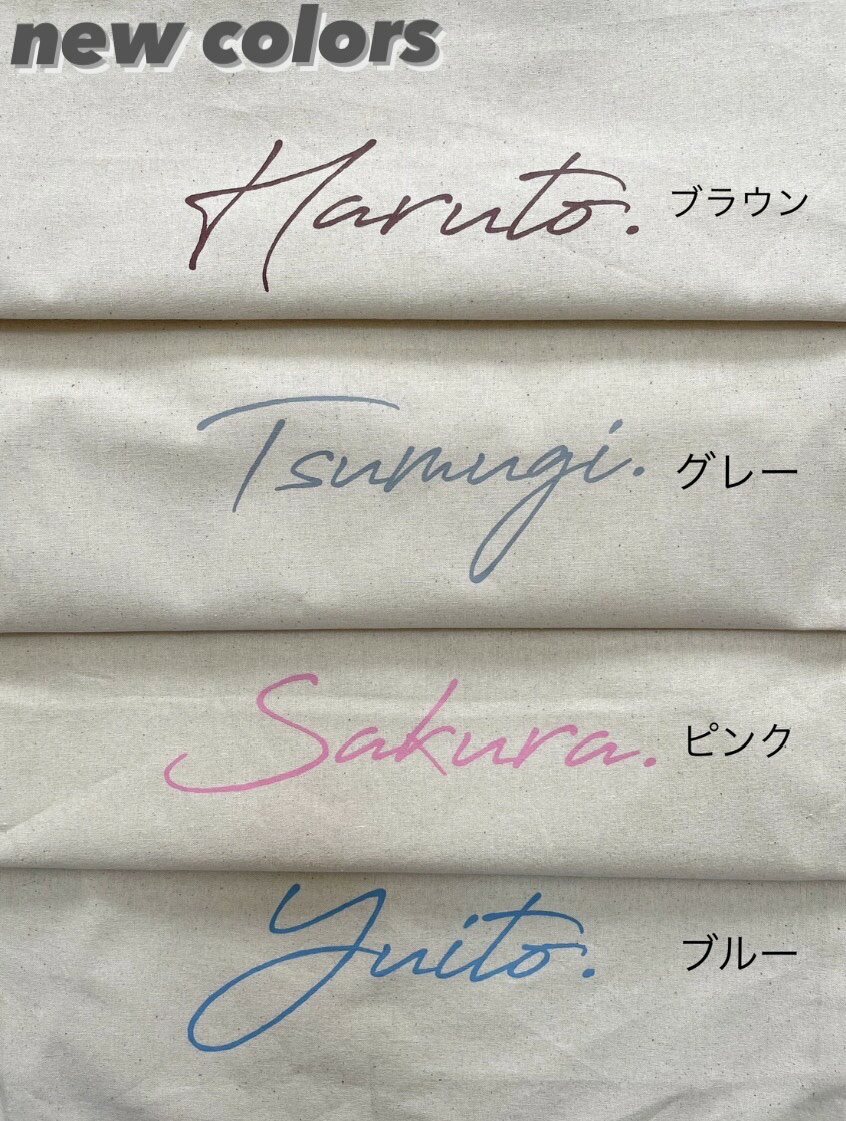 new colors
Haruto. ブラウン
Tsumugi. グレー
Sakura. ピンク
Yuito. ブルー